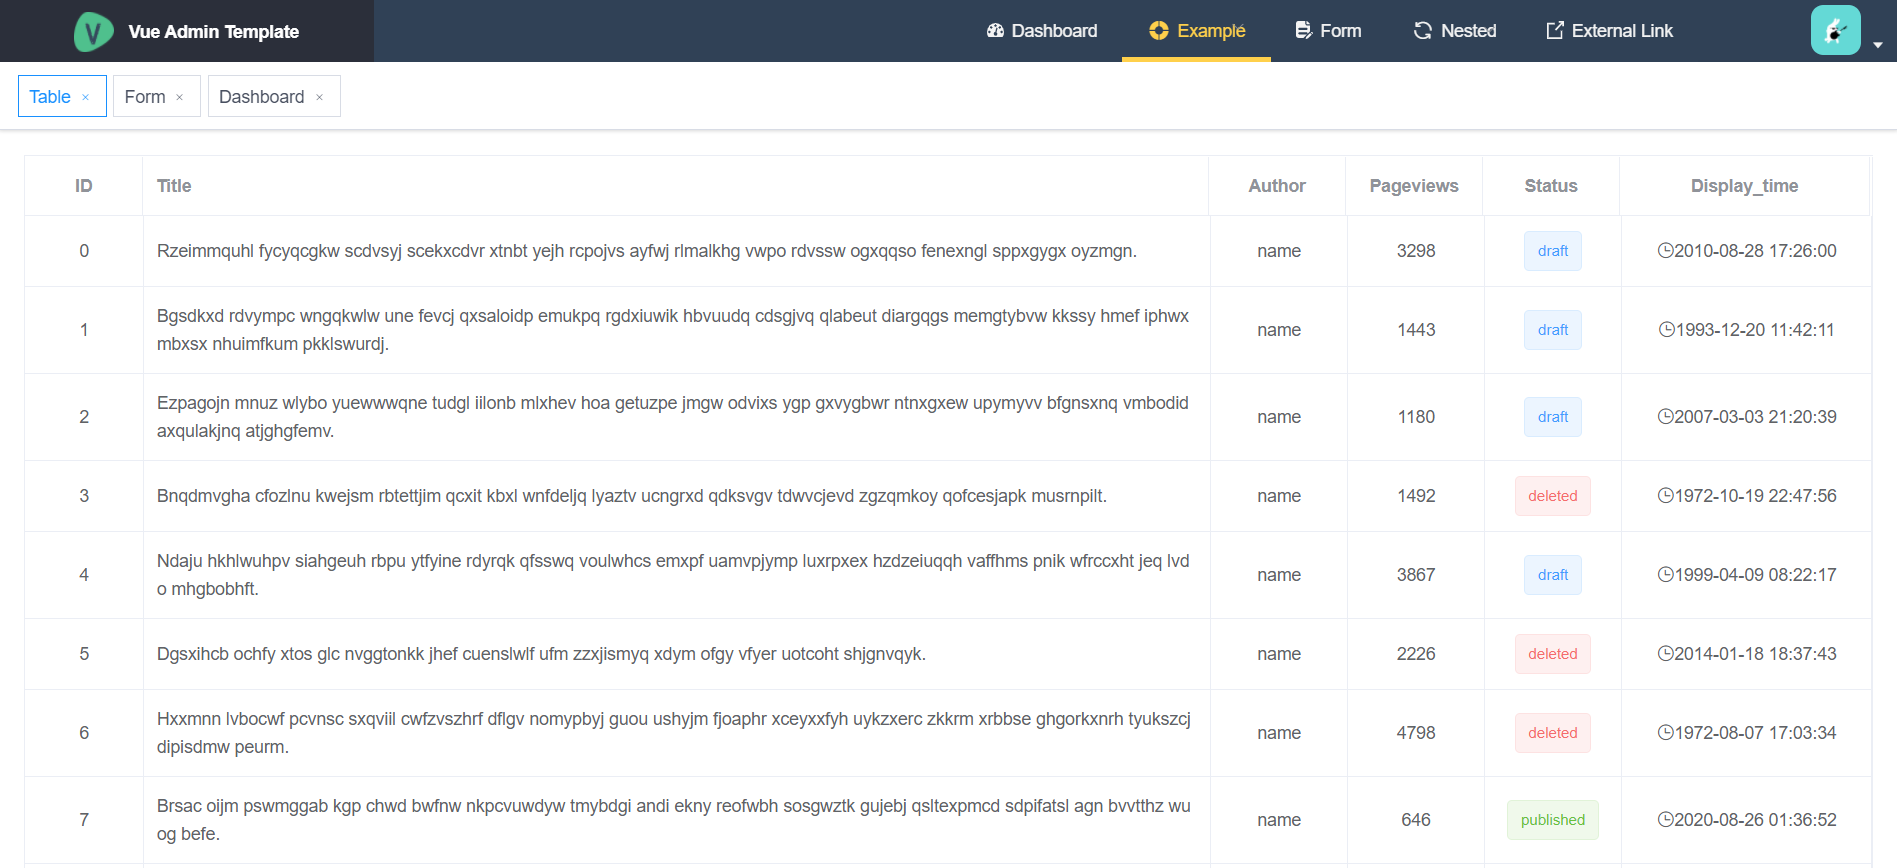 V Vue Admin Template Dashboard Example Form Nested External Link
Table × Form × Dashboard ×
ID Title Author Pageviews Status Display_time
0 Rzeimmquhl fycyqcgkw scdvsyj scekxcdvr xtnbt yejh rcpojvs ayfwj rlmalkhg vwpo rdvssw ogxqqso fenexngl sppxgygx oyzmgn. name 3298 draft 2010-08-28 17:26:00
Bgsdkxd rdvympc wngqkwlw une fevcj qxsaloidp emukpq rgdxiuwik hbvuudq cdsgjvq qlabeut diargqgs memgtybvw kkssy hmef iphwx
1 name 1443 draft 1993-12-20 11:42:11
mbxsx nhuimfkum pkklswurdj.
Ezpagojn mnuz wlybo yuewwwqne tudgl iilonb mlxhev hoa getuzpe jmgw odvixs ygp gxvygbwr ntnxgxew upymyvv bfgnsxnq vmbodid
2 name 1180 draft 2007-03-03 21:20:39
axqulakjnq atjghgfemv.
3 Bnqdmvgha cfozlnu kwejsm rbtettjim qcxit kbxl wnfdeljq lyaztv ucngrxd qdksvgv tdwvcjevd zgzqmkoy qofcesjapk musrnpilt. name 1492 deleted 1972-10-19 22:47:56
Ndaju hkhlwuhpv siahgeuh rbpu ytfyine rdyrqk qfsswq voulwhcs emxpf uamvpjymp luxrpxex hzdzeiuqqh vaffhms pnik wfrccxht jeq lvd
4 name 3867 draft 1999-04-09 08:22:17
o mhgbobhft.
5 Dgsxihcb ochfy xtos glc nvggtonkk jhef cuenslwlf ufm zzxjismyq xdym ofgy vfyer uotcoht shjgnvqyk. name 2226 deleted 2014-01-18 18:37:43
Hxxmnn lvbocwf pcvnsc sxqviil cwfzvszhrf dflgv nomypbyj guou ushyjm fjoaphr xceyxxfyh uykzxerc zkkrm xrbbse ghgorkxnrh tyukszcj
6 name 4798 deleted 1972-08-07 17:03:34
dipisdmw peurm.
Brsac oijm pswmggab kgp chwd bwfnw nkpcvuwdyw tmybdgi andi ekny reofwbh sosgwztk gujebj qsltexpmcd sdpifatsl agn bvvtthz wu
7 name 646 published 2020-08-26 01:36:52
og befe.